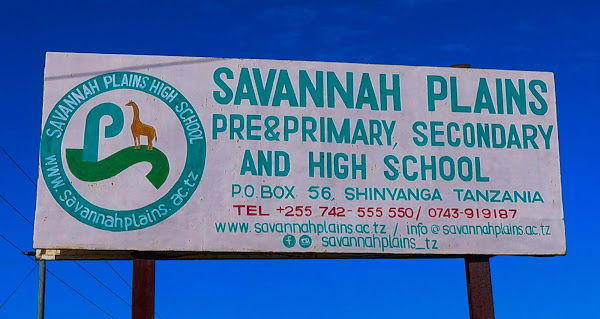 SAVANNAH PLAINS HIGH SCHOOL
P
www.savannahplains.ac.tz
SAVANNAH PLAINS
PRE&PRIMARY, SECONDARY
AND HIGH SCHOOL
P.O.BOX 56, SHINYANGA TANZANIA
TEL +255 742- 555 550/ 0743-919187
www.savannahplains.ac.tz / info@savannahplains.ac.tz
savannahplains_tz